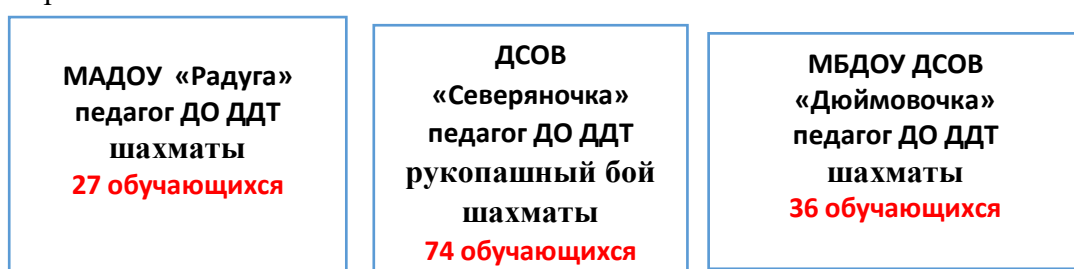 МАДОУ «Радуга»
педагог ДО ДДТ
шахматы
27 обучающихся
ДСОВ
«Северяночка»
педагог ДО ДДТ
рукопашный бой
шахматы
74 обучающихся
МБДОУ ДСОВ
«Дюймовочка»
педагог ДО ДДТ
шахматы
36 обучающихся